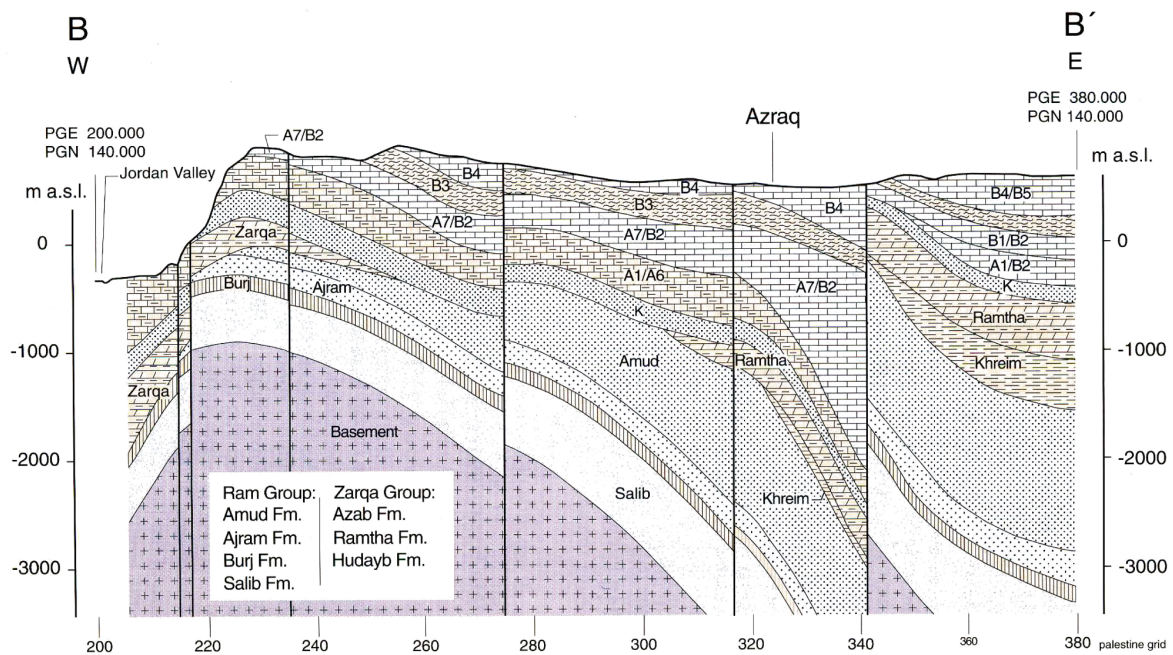 B
W
B´
E
PGE 200.000
PGN 140.000
A7/B2
Azraq
PGE 380.000
PGN 140.000
Jordan Valley
m a.s.l.
m a.s.l.
B4
B3
A7/B2
B4
B3
A7/B2
B4
B4/B5
B1/B2
A1/B2
K
Zarqa
Burj
Ajram
A1/A6
K
A7/B2
Ramtha
Khreim
Amud
Ramtha
Zarqa
Basement
Salib
Khreim
0
-1000
-2000
-3000
0
-1000
-2000
-3000
Ram Group:
Amud Fm.
Ajram Fm.
Burj Fm.
Salib Fm.
Zarqa Group:
Azab Fm.
Ramtha Fm.
Hudayb Fm.
200 220 240 260 280 300 320 340 360 380 palestine grid